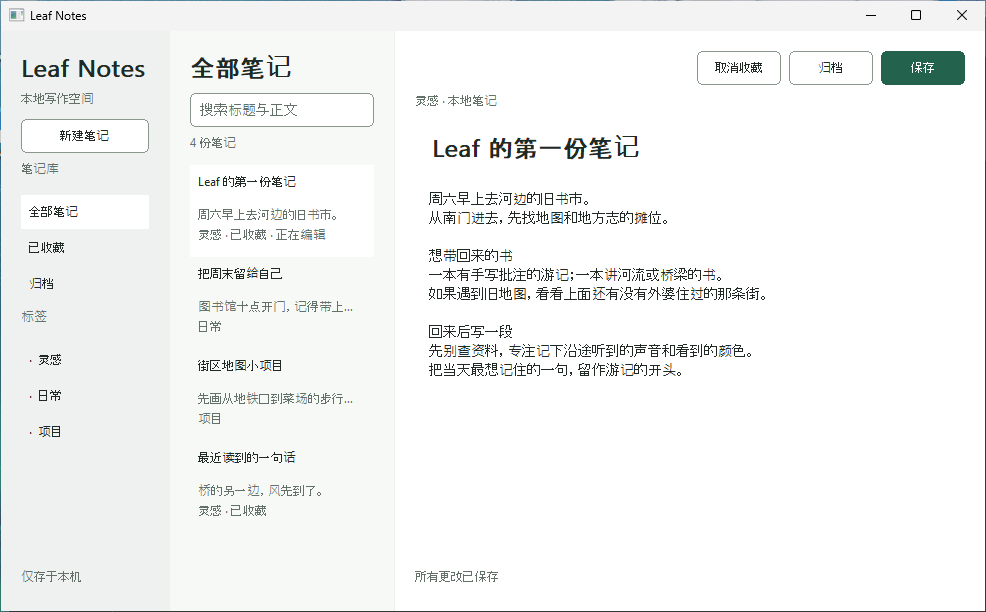 Leaf Notes
Leaf Notes
本地写作空间
新建笔记
笔记库
全部笔记
已收藏
归档
标签
· 灵感
· 日常
· 项目
仅存于本机
全部笔记
搜索标题与正文
4 份笔记
Leaf 的第一份笔记
周六早上去河边的旧书市。
灵感 · 已收藏 · 正在编辑
把周末留给自己
图书馆十点开门, 记得带上...
日常
街区地图小项目
先画从地铁口到菜场的步行...
项目
最近读到的一句话
桥的另一边, 风先到了。
灵感 · 已收藏
取消收藏
归档
保存
灵感 · 本地笔记
Leaf 的第一份笔记
周六早上去河边的旧书市。
从南门进去, 先找地图和地方志的摊位。
想带回来的书
一本有手写批注的游记；一本讲河流或桥梁的书。
如果遇到旧地图, 看看上面还有没有外婆住过的那条街。
回来后写一段
先别查资料, 专注记下沿途听到的声音和看到的颜色。
把当天最想记住的一句, 留作游记的开头。
所有更改已保存